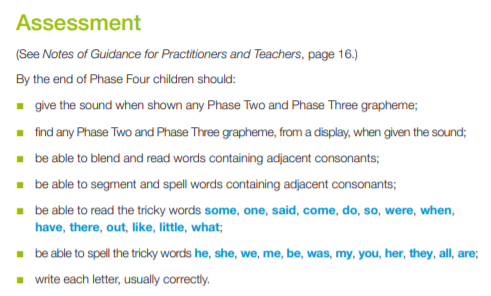 Assessment
(See Notes of Guidance for Practitioners and Teachers, page 16.)
By the end of Phase Four children should:
■ give the sound when shown any Phase Two and Phase Three grapheme;
■ find any Phase Two and Phase Three grapheme, from a display, when given the sound;
■ be able to blend and read words containing adjacent consonants;
■ be able to segment and spell words containing adjacent consonants;
■ be able to read the tricky words some, one, said, come, do, so, were, when,
have, there, out, like, little, what;
■ be able to spell the tricky words he, she, we, me, be, was, my, you, her, they, all, are;
■ write each letter, usually correctly.